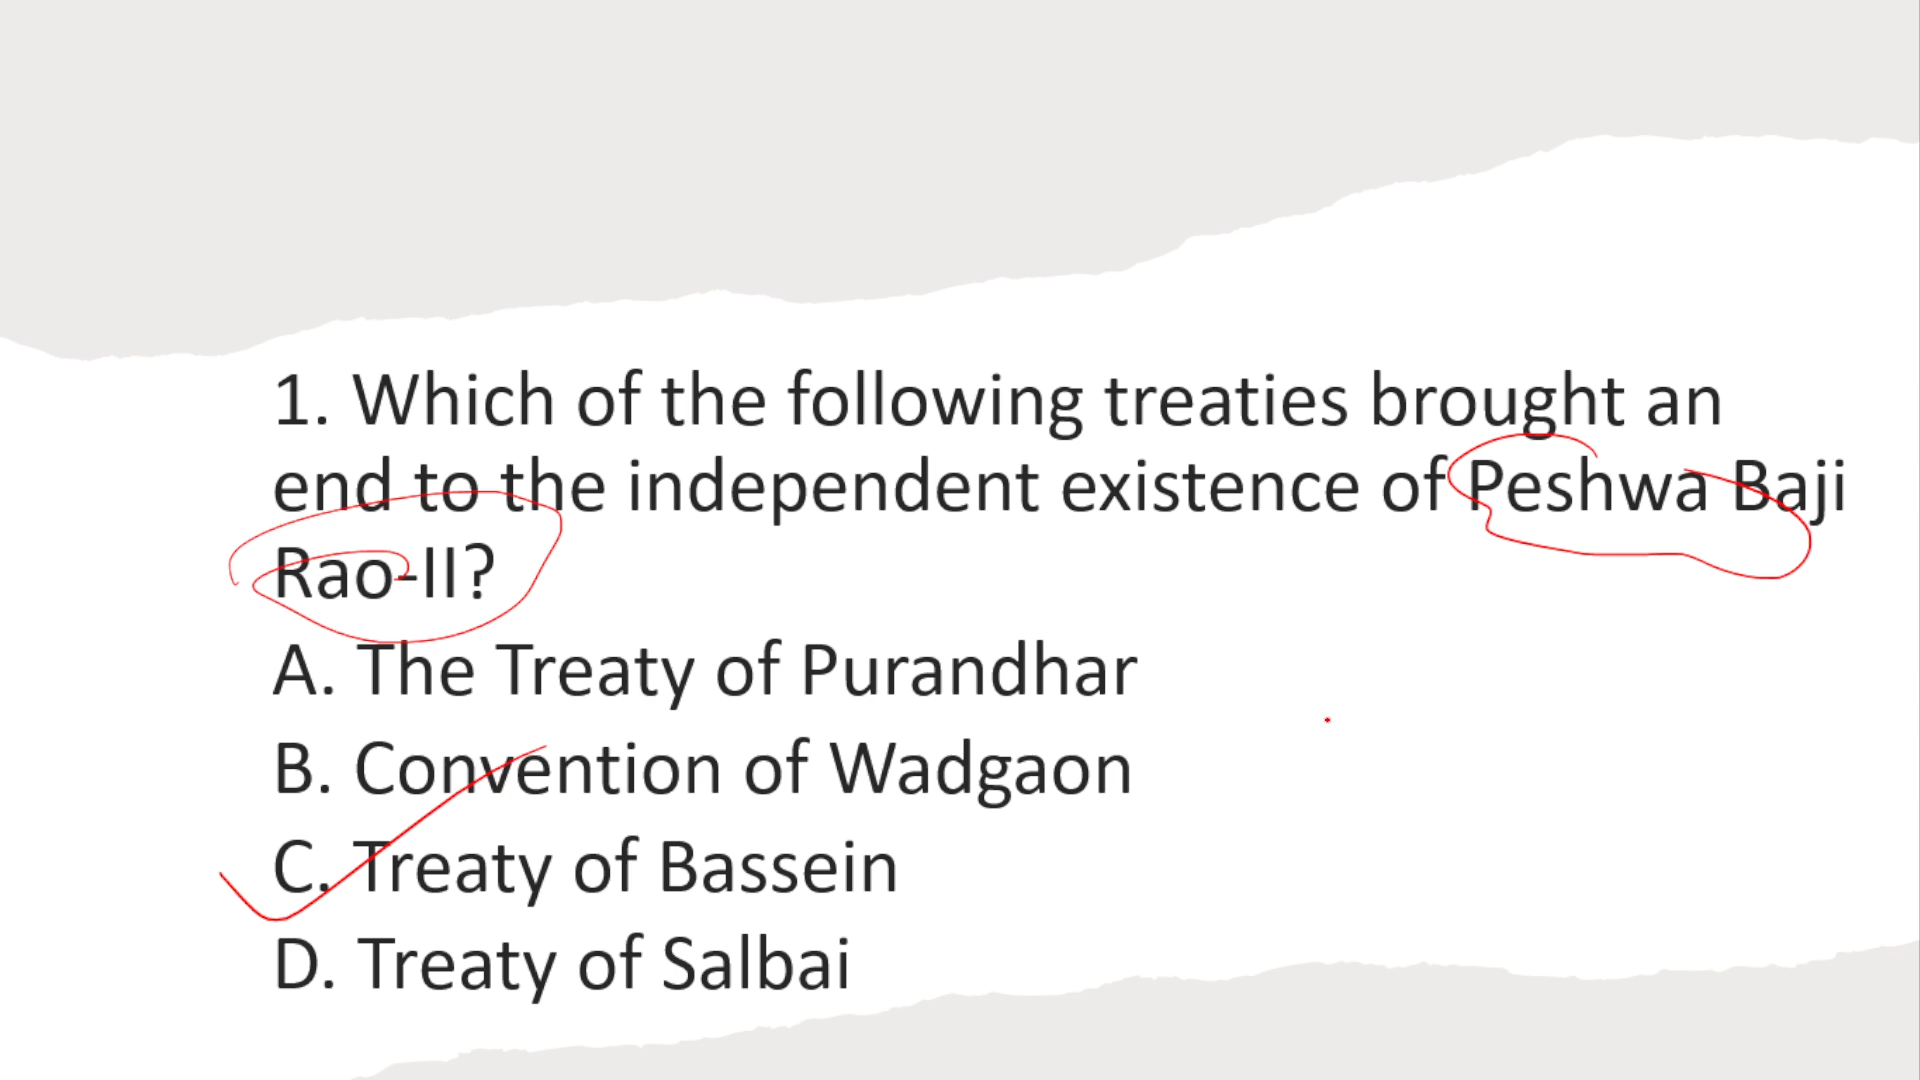 1. Which of the following treaties brought an
end to the independent existence of Peshwa Baji
Rao-II?
A. The Treaty of Purandhar
B. Convention of Wadgaon
C. Treaty of Bassein
D. Treaty of Salbai